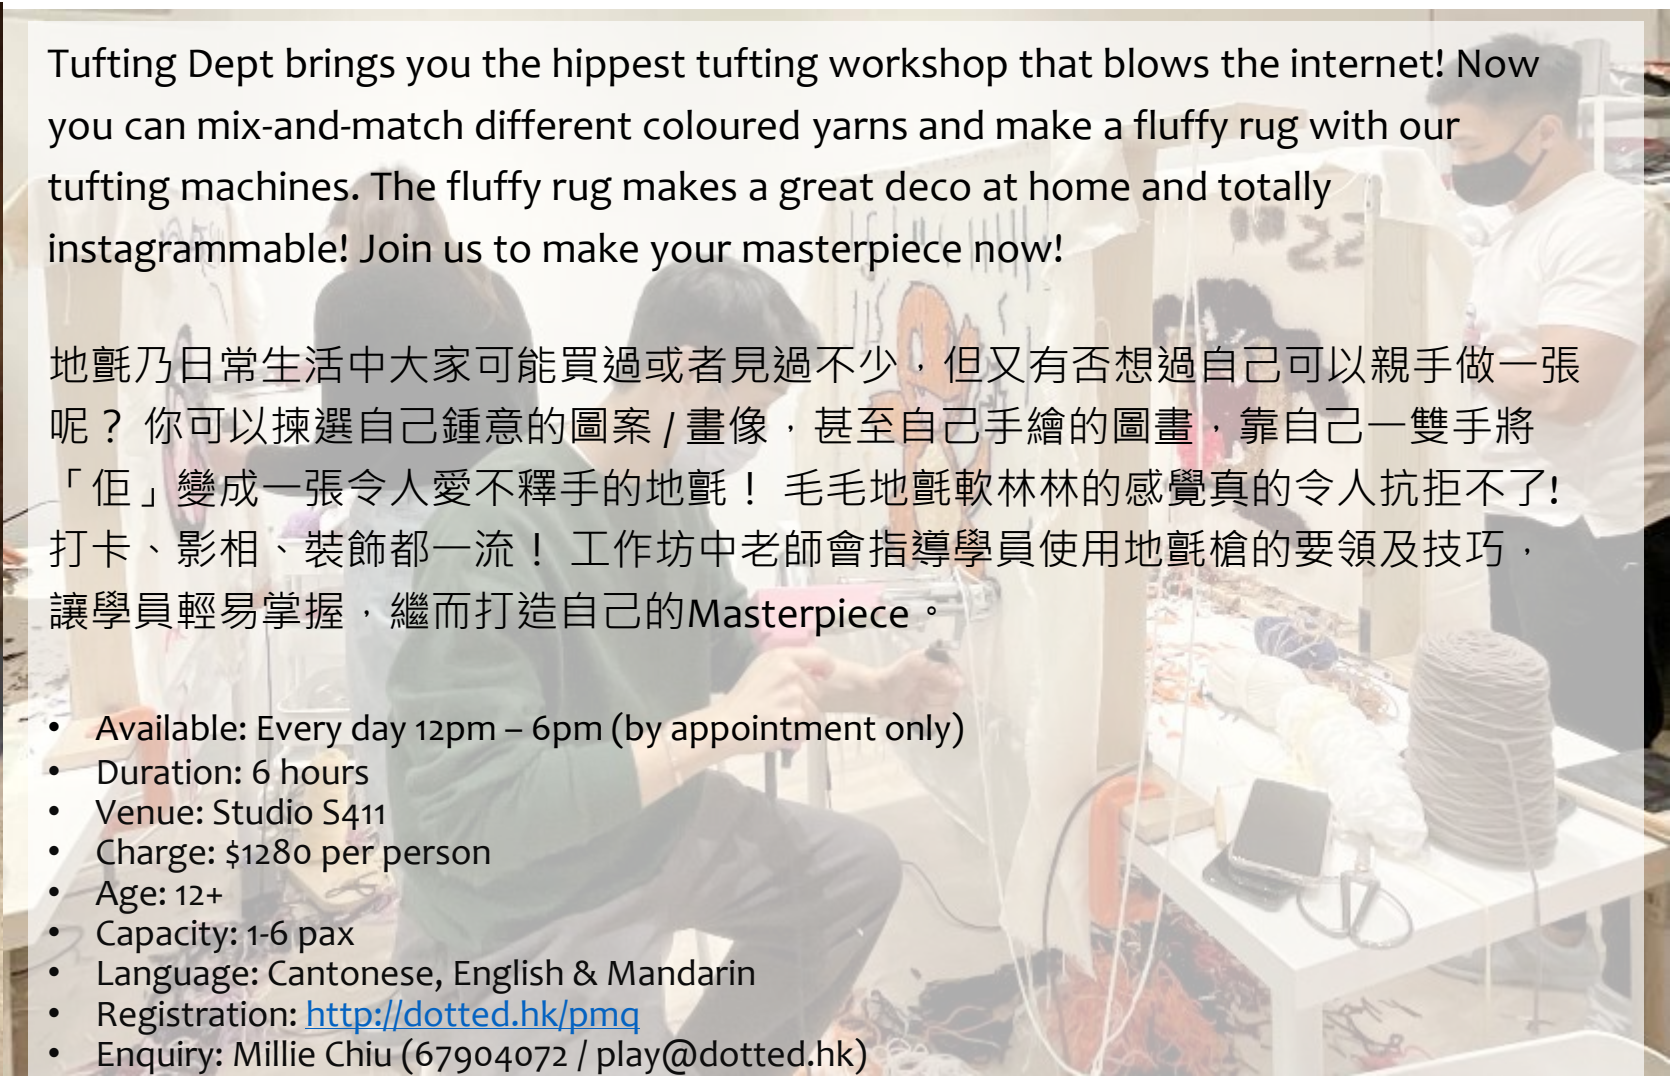 Tufting Dept brings you the hippest tufting workshop that blows the internet! Now
you can mix-and-match different coloured yarns and make a fluffy rug with our
tufting machines. The fluffy rug makes a great deco at home and totally
instagrammable! Join us to make your masterpiece now!
地氈乃日常生活中大家可能買過或者見過不少，但又有否想過自己可以親手做一張
呢？ 你可以揀選自己鍾意的圖案 / 畫像，甚至自己手繪的圖畫，靠自己一雙手將
「佢」變成一張令人愛不釋手的地氈！ 毛毛地氈軟林林的感覺真的令人抗拒不了!
打卡、影相、裝飾都一流！ 工作坊中老師會指導學員使用地氈槍的要領及技巧，
讓學員輕易掌握，繼而打造自己的Masterpiece。
• Available: Every day 12pm – 6pm (by appointment only)
• Duration: 6 hours
• Venue: Studio S411
• Charge: $1280 per person
• Age: 12+
• Capacity: 1-6 pax
• Language: Cantonese, English & Mandarin
• Registration: http://dotted.hk/pmq
• Enquiry: Millie Chiu (67904072 / play@dotted.hk)